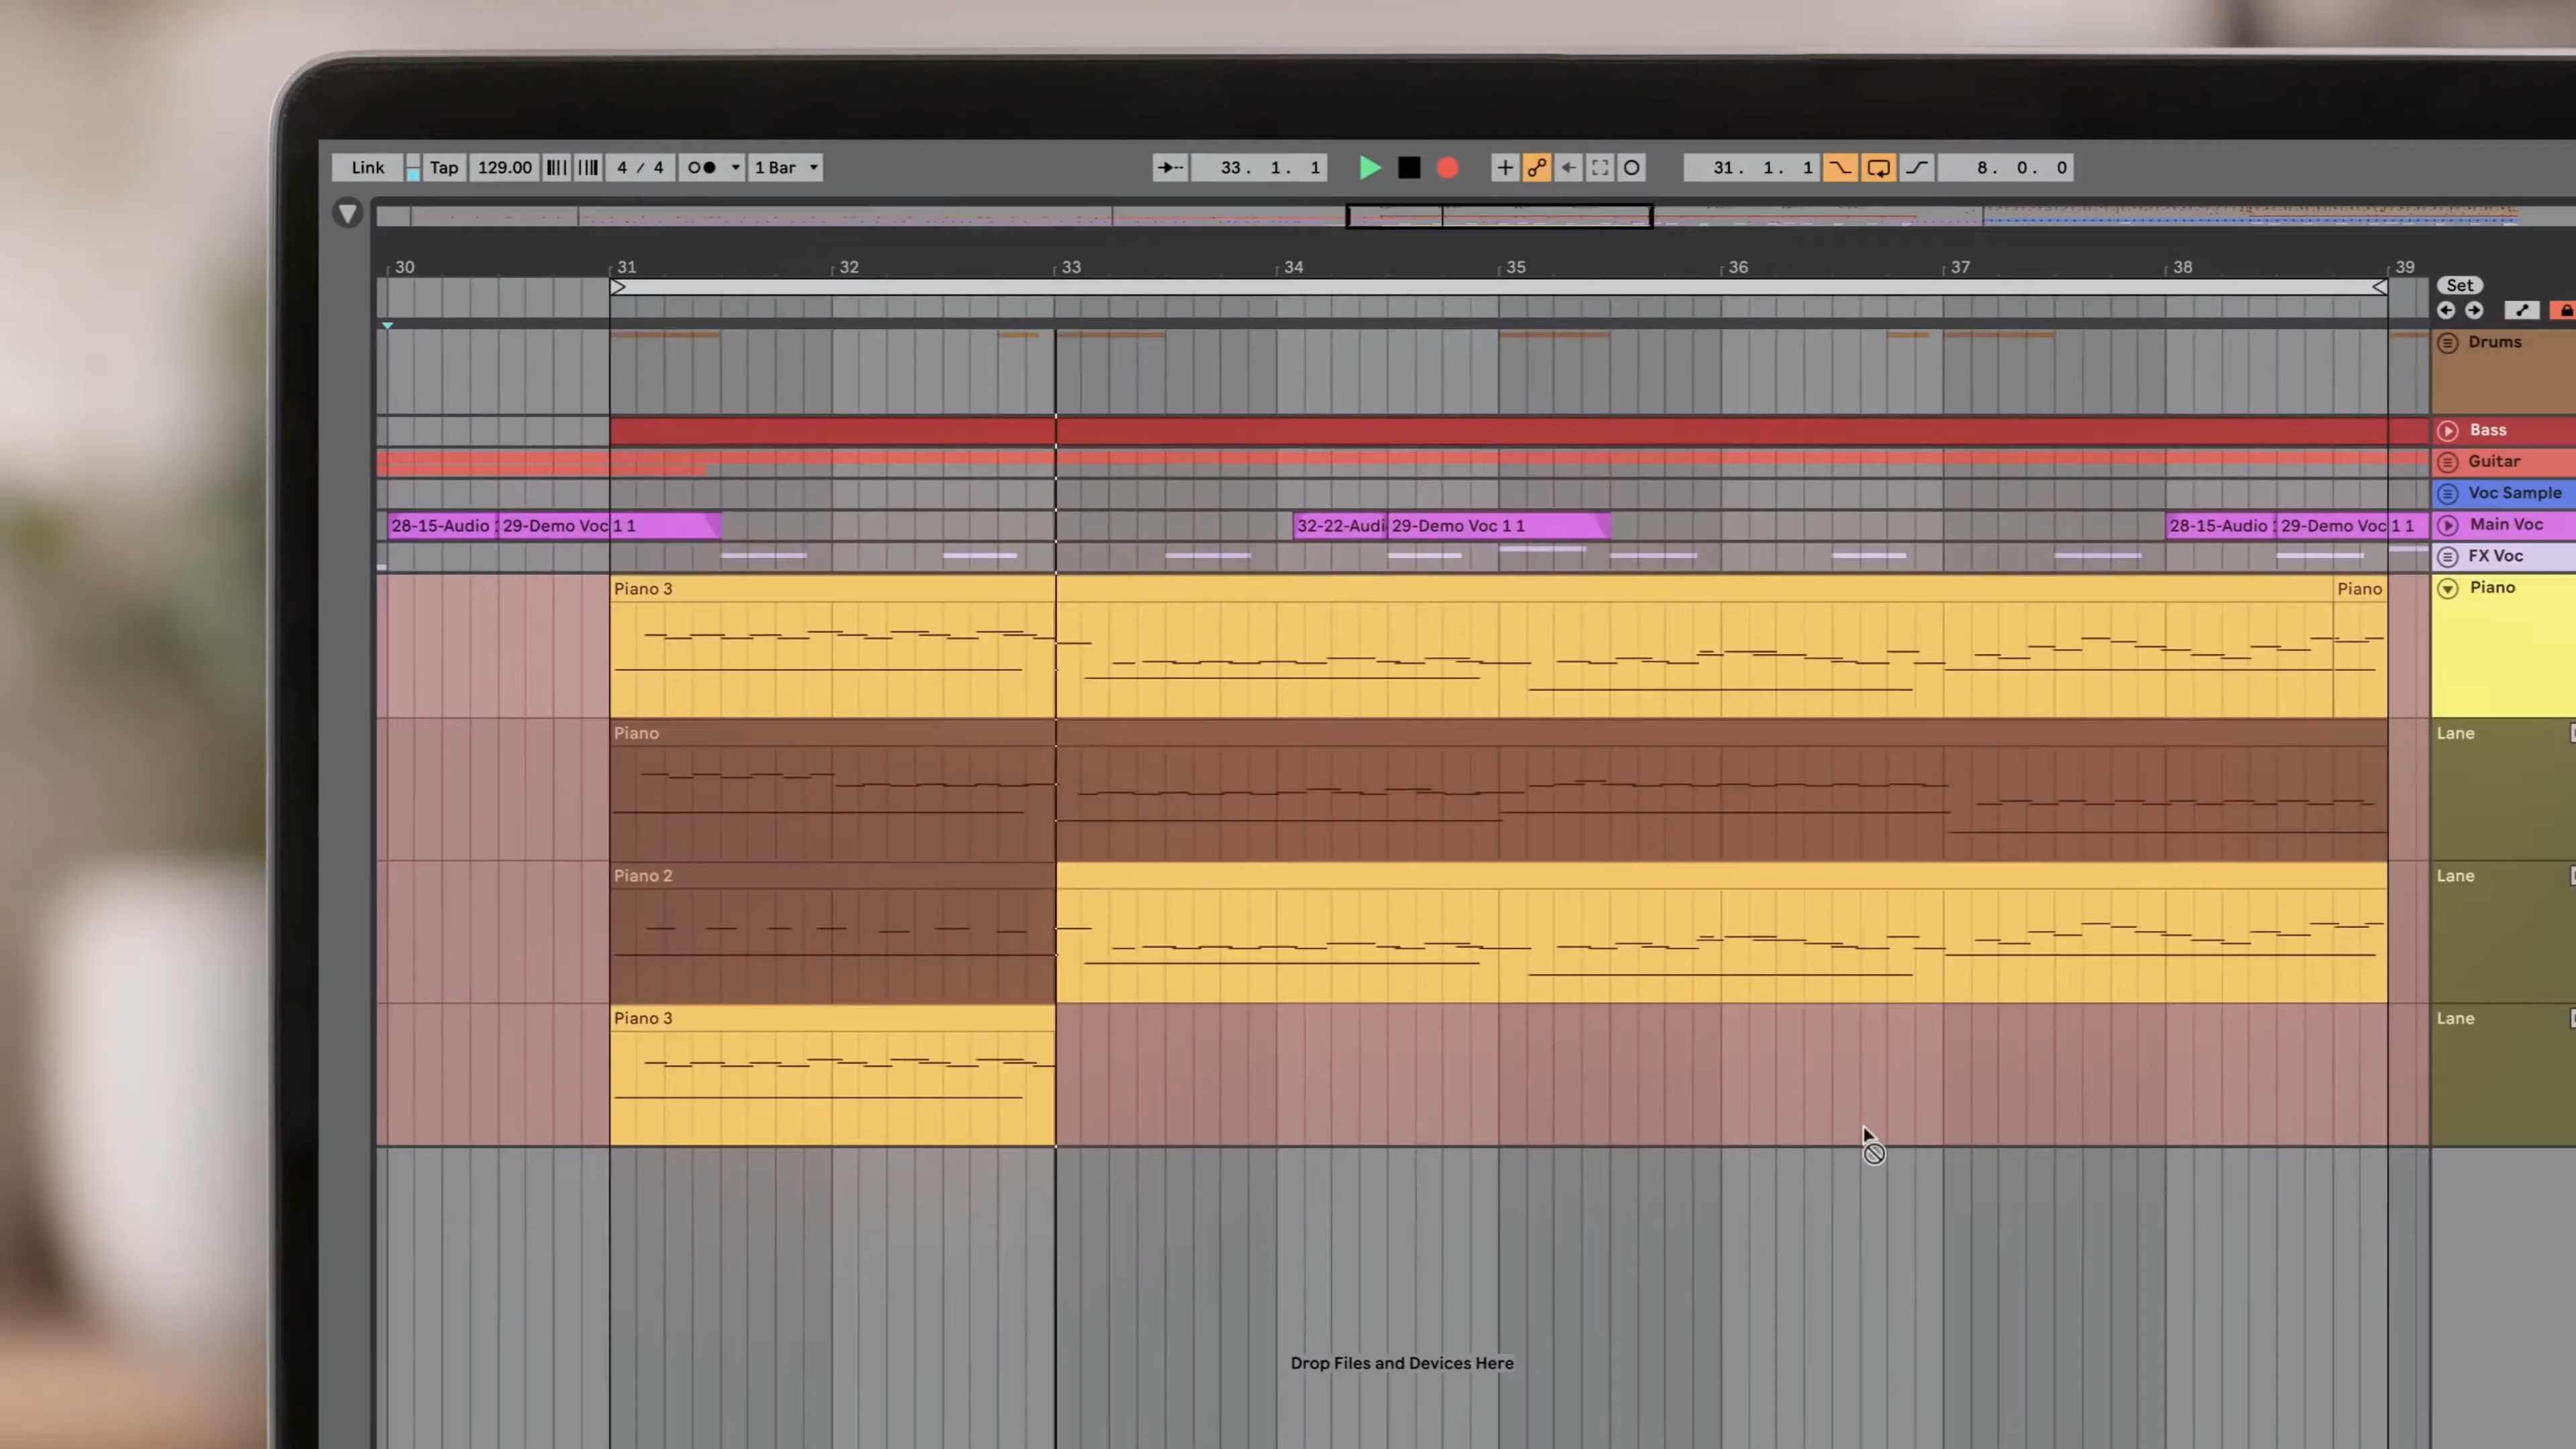 Link Tap 129.00 4 / 4 1 Bar 33. 1. 1 31. 1. 1 8. 0. 0
30 31 32 33 34 35 36 37 38 39
Set
Drums
Bass
Guitar
Voc Sample
28-15-Audio 29-Demo Voc 1 1 32-22-Audi 29-Demo Voc 1 1 28-15-Audio 29-Demo Voc 1 1 Main Voc
FX Voc
Piano 3 Piano Piano
Piano Lane
Piano 2 Lane
Piano 3 Lane
Drop Files and Devices Here